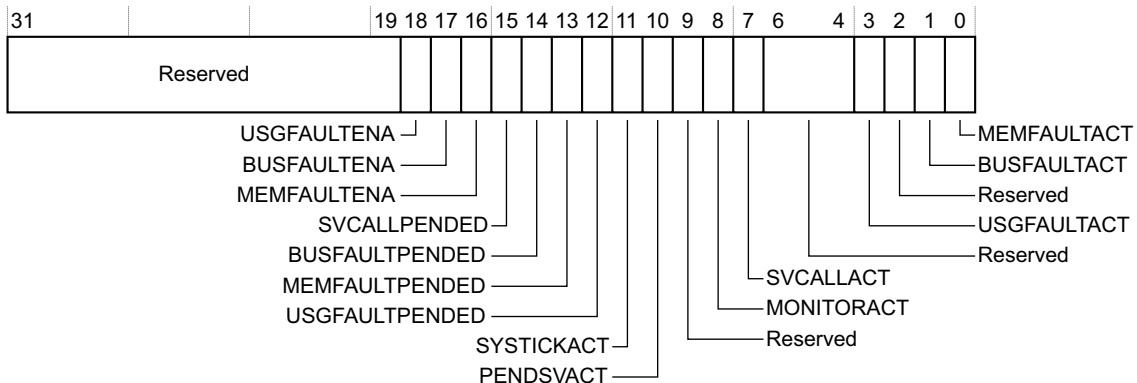 31 19 18 17 16 15 14 13 12 11 10 9 8 7 6 4 3 2 1 0
Reserved
USGFAULTENA MEMFAULTACT
BUSFAULTENA BUSFAULTACT
MEMFAULTENA Reserved
SVCALLPENDED USGFAULTACT
BUSFAULTPENDED Reserved
MEMFAULTPENDED SVCALLACT
USGFAULTPENDED MONITORACT
SYSTICKACT Reserved
PENDSVACT